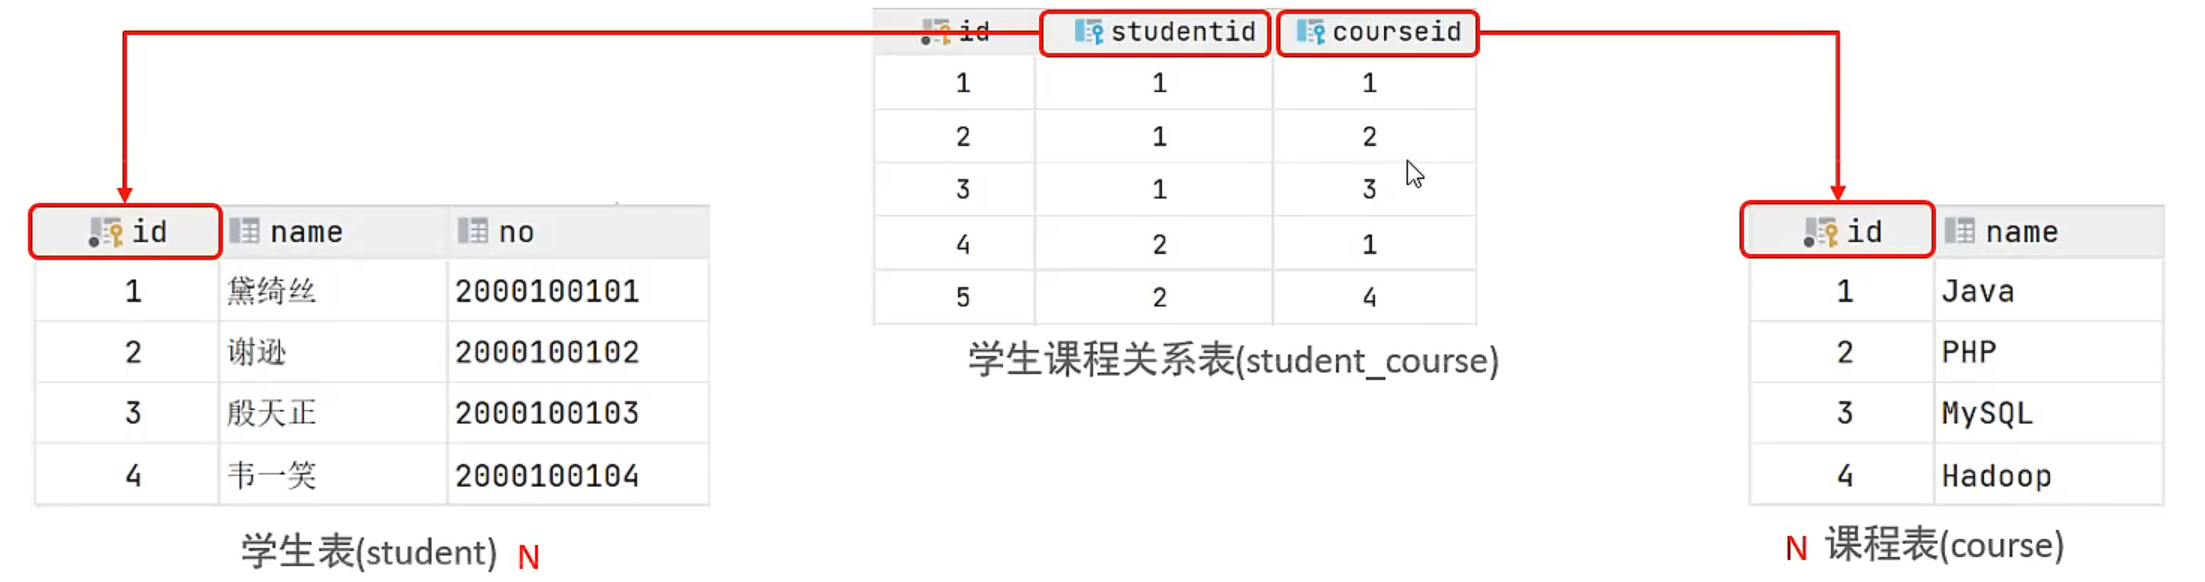 id studentid courseid
1 1 1
2 1 2
3 1 3
4 2 1
5 2 4
学生课程关系表(student_course)
id name no
1 黛绮丝 2000100101
2 谢逊 2000100102
3 殷天正 2000100103
4 韦一笑 2000100104
学生表(student) N
id name
1 Java
2 PHP
3 MySQL
4 Hadoop
N 课程表(course)